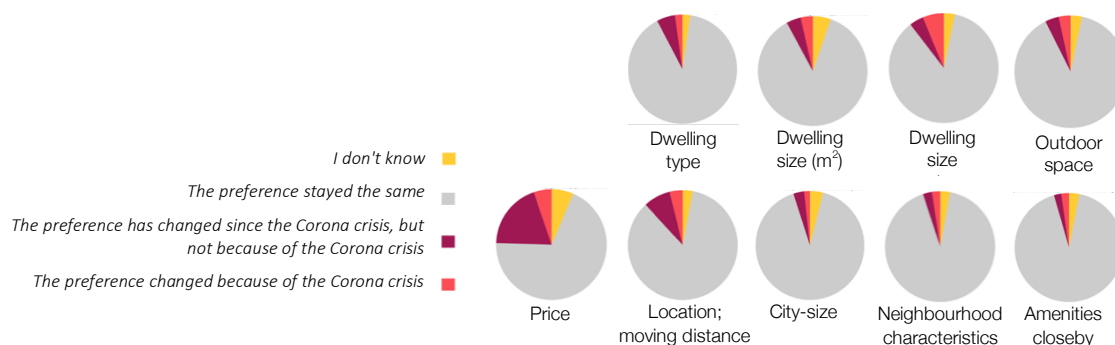 Dwelling
type
Dwelling
size (m²)
Dwelling
size
Outdoor
space
I don't know
The preference stayed the same
The preference has changed since the Corona crisis, but
not because of the Corona crisis
The preference changed because of the Corona crisis
Price
Location;
moving distance
City-size
Neighbourhood
characteristics
Amenities
closeby